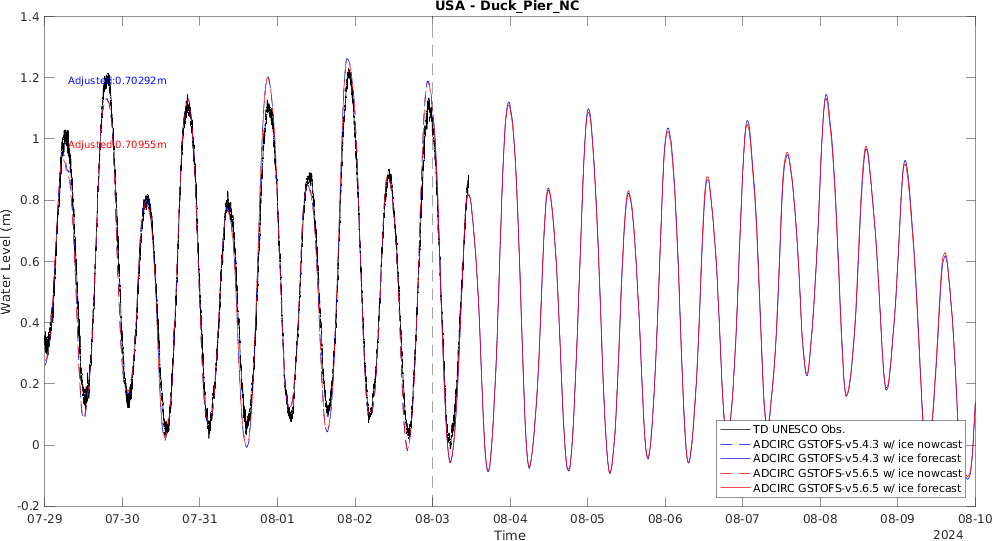 USA - Duck_Pier_NC
1.4
1.2
1
0.8
0.6
0.4
0.2
0
-0.2
Water Level (m)
Adjusted:0.70292m
Adjusted:0.70955m
TD UNESCO Obs.
ADCIRC GSTOFS-v5.4.3 w/ ice nowcast
ADCIRC GSTOFS-v5.4.3 w/ ice forecast
ADCIRC GSTOFS-v5.6.5 w/ ice nowcast
ADCIRC GSTOFS-v5.6.5 w/ ice forecast
07-29 07-30 07-31 08-01 08-02 08-03 08-04 08-05 08-06 08-07 08-08 08-09 08-10
Time
2024